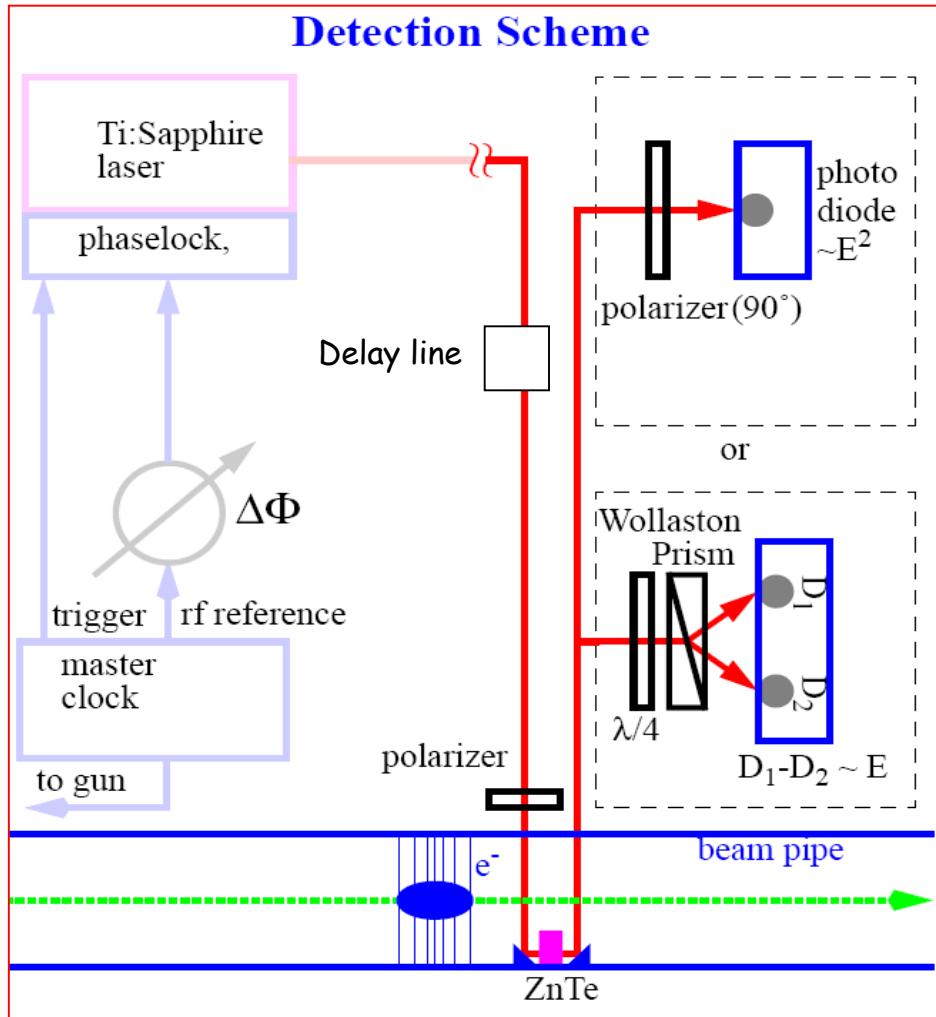 Detection Scheme
Ti:Sapphire
laser
phaselock,
photo
diode
~E²
polarizer (90°)
Delay line
or
ΔΦ
Wollaston
Prism
D₁
D₂
trigger
rf reference
master
clock
λ/4
polarizer
D₁-D₂ ~ E
to gun
e⁻
beam pipe
ZnTe